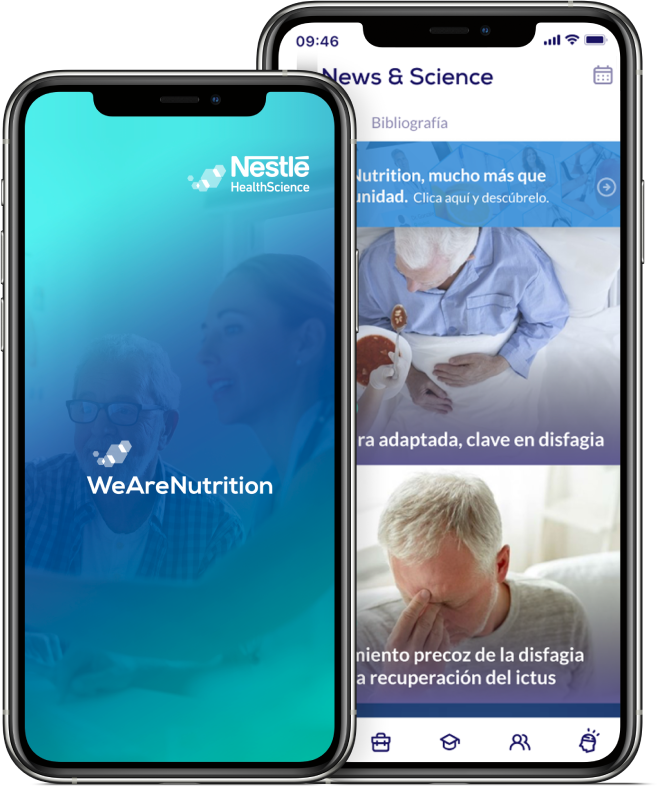 Nestlé
HealthScience
WeAreNutrition
09:46
News & Science
Bibliografía
Nutrition, mucho más que
unidad. Clica aquí y descúbrelo.
ra adaptada, clave en disfagia
miento precoz de la disfagia
a recuperación del ictus